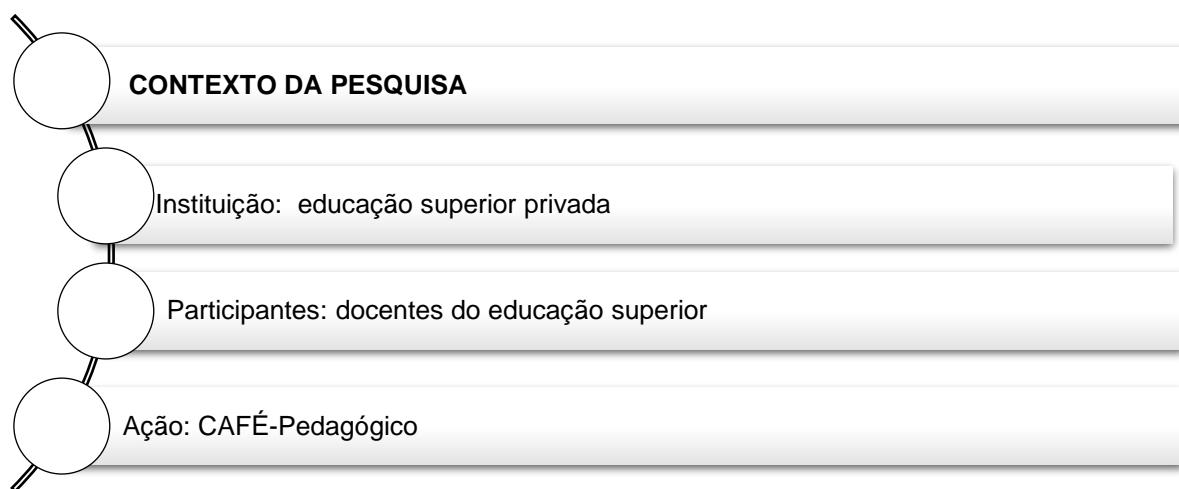 CONTEXTO DA PESQUISA
Instituição:  educação superior privada
Participantes: docentes do educação superior
Ação: CAFÉ-Pedagógico